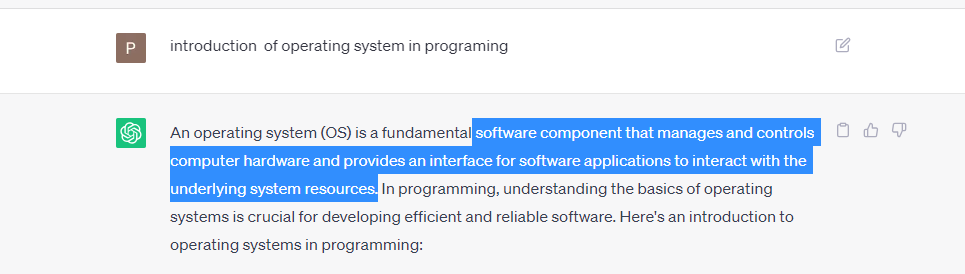 P
introduction  of operating system in programing
An operating system (OS) is a fundamental software component that manages and controls
computer hardware and provides an interface for software applications to interact with the
underlying system resources. In programming, understanding the basics of operating
systems is crucial for developing efficient and reliable software. Here's an introduction to
operating systems in programming: